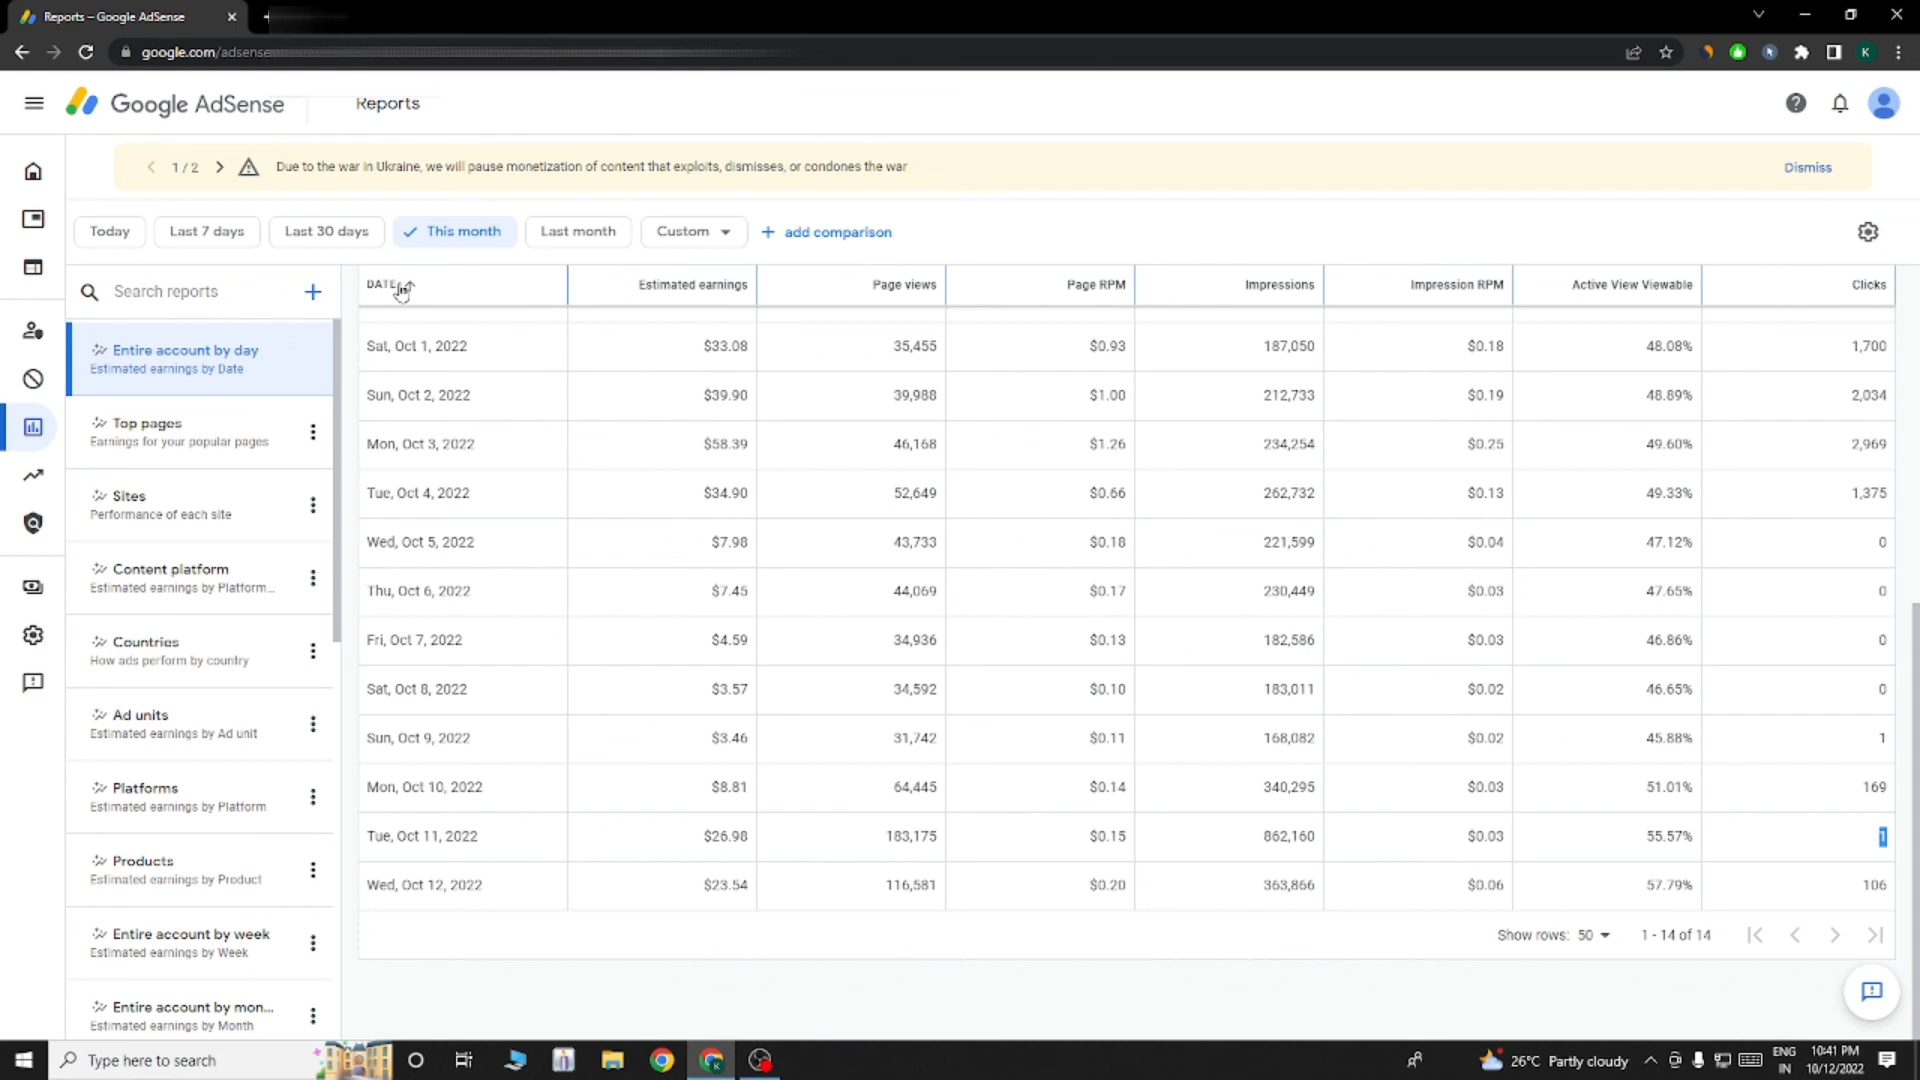 Reports – Google AdSense
google.com/adsense
Google AdSense
Reports
1 / 2
Due to the war in Ukraine, we will pause monetization of content that exploits, dismisses, or condones the war
Dismiss
Today
Last 7 days
Last 30 days
This month
Last month
Custom
add comparison
Search reports
Entire account by day
Estimated earnings by Date
Top pages
Earnings for your popular pages
Sites
Performance of each site
Content platform
Estimated earnings by Platform...
Countries
How ads perform by country
Ad units
Estimated earnings by Ad unit
Platforms
Estimated earnings by Platform
Products
Estimated earnings by Product
Entire account by week
Estimated earnings by Week
Entire account by mon...
Estimated earnings by Month
DATE Estimated earnings Page views Page RPM Impressions Impression RPM Active View Viewable Clicks
Sat, Oct 1, 2022 $33.08 35,455 $0.93 187,050 $0.18 48.08% 1,700
Sun, Oct 2, 2022 $39.90 39,988 $1.00 212,733 $0.19 48.89% 2,034
Mon, Oct 3, 2022 $58.39 46,168 $1.26 234,254 $0.25 49.60% 2,969
Tue, Oct 4, 2022 $34.90 52,649 $0.66 262,732 $0.13 49.33% 1,375
Wed, Oct 5, 2022 $7.98 43,733 $0.18 221,599 $0.04 47.12% 0
Thu, Oct 6, 2022 $7.45 44,069 $0.17 230,449 $0.03 47.65% 0
Fri, Oct 7, 2022 $4.59 34,936 $0.13 182,586 $0.03 46.86% 0
Sat, Oct 8, 2022 $3.57 34,592 $0.10 183,011 $0.02 46.65% 0
Sun, Oct 9, 2022 $3.46 31,742 $0.11 168,082 $0.02 45.88% 1
Mon, Oct 10, 2022 $8.81 64,445 $0.14 340,295 $0.03 51.01% 169
Tue, Oct 11, 2022 $26.98 183,175 $0.15 862,160 $0.03 55.57% 1
Wed, Oct 12, 2022 $23.54 116,581 $0.20 363,866 $0.06 57.79% 106
Show rows: 50 1 - 14 of 14
Type here to search
26°C Partly cloudy
ENG
IN
10:41 PM
10/12/2022
K